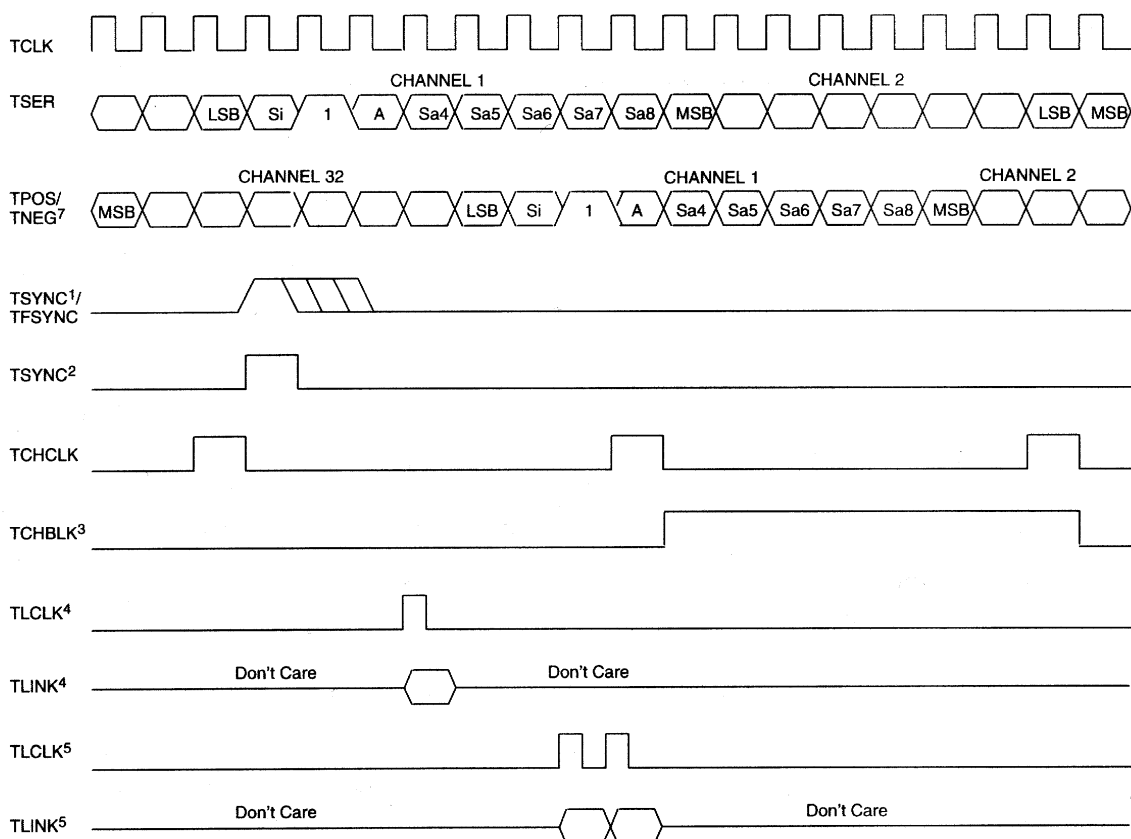 TCLK
CHANNEL 1 CHANNEL 2
TSER LSB Si 1 A Sa4 Sa5 Sa6 Sa7 Sa8 MSB LSB MSB
CHANNEL 32 CHANNEL 1 CHANNEL 2
TPOS/
TNEG7 MSB LSB Si 1 A Sa4 Sa5 Sa6 Sa7 Sa8 MSB
TSYNC1/
TFSYNC
TSYNC2
TCHCLK
TCHBLK3
TLCLK4
Don't Care Don't Care
TLINK4
TLCLK5
Don't Care Don't Care
TLINK5